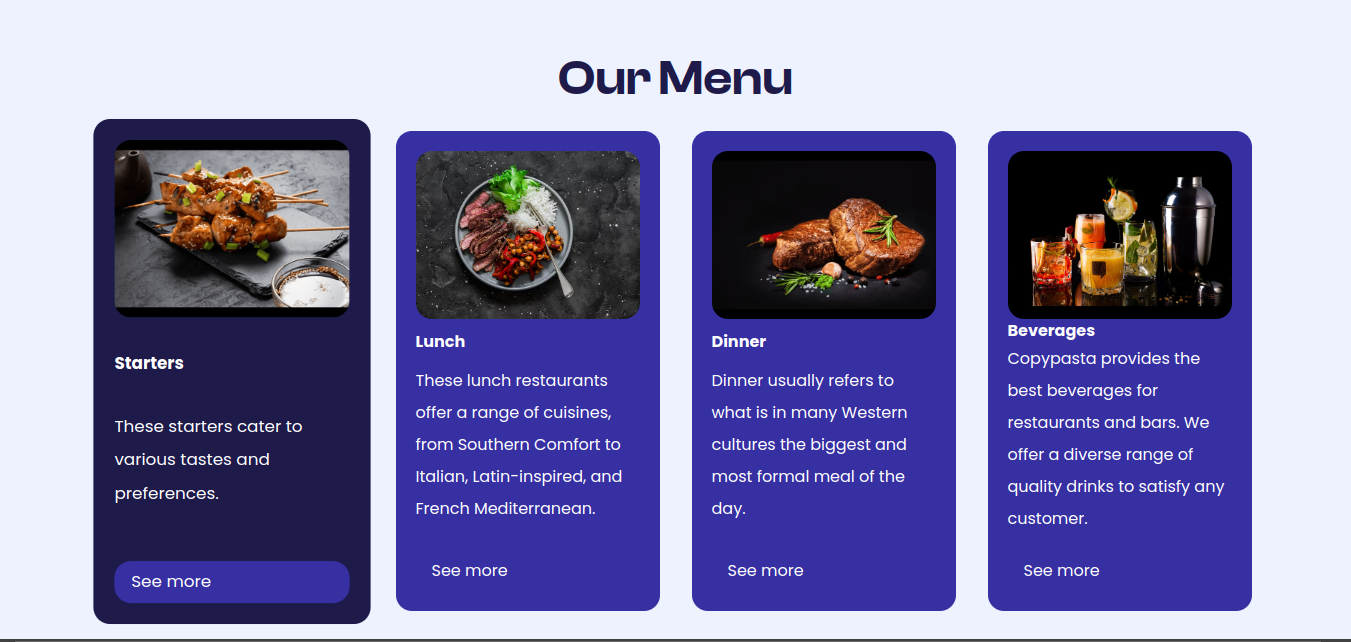 Our Menu
Starters
These starters cater to
various tastes and
preferences.
See more
Lunch
These lunch restaurants
offer a range of cuisines,
from Southern Comfort to
Italian, Latin-inspired, and
French Mediterranean.
See more
Dinner
Dinner usually refers to
what is in many Western
cultures the biggest and
most formal meal of the
day.
See more
Beverages
Copypasta provides the
best beverages for
restaurants and bars. We
offer a diverse range of
quality drinks to satisfy any
customer.
See more